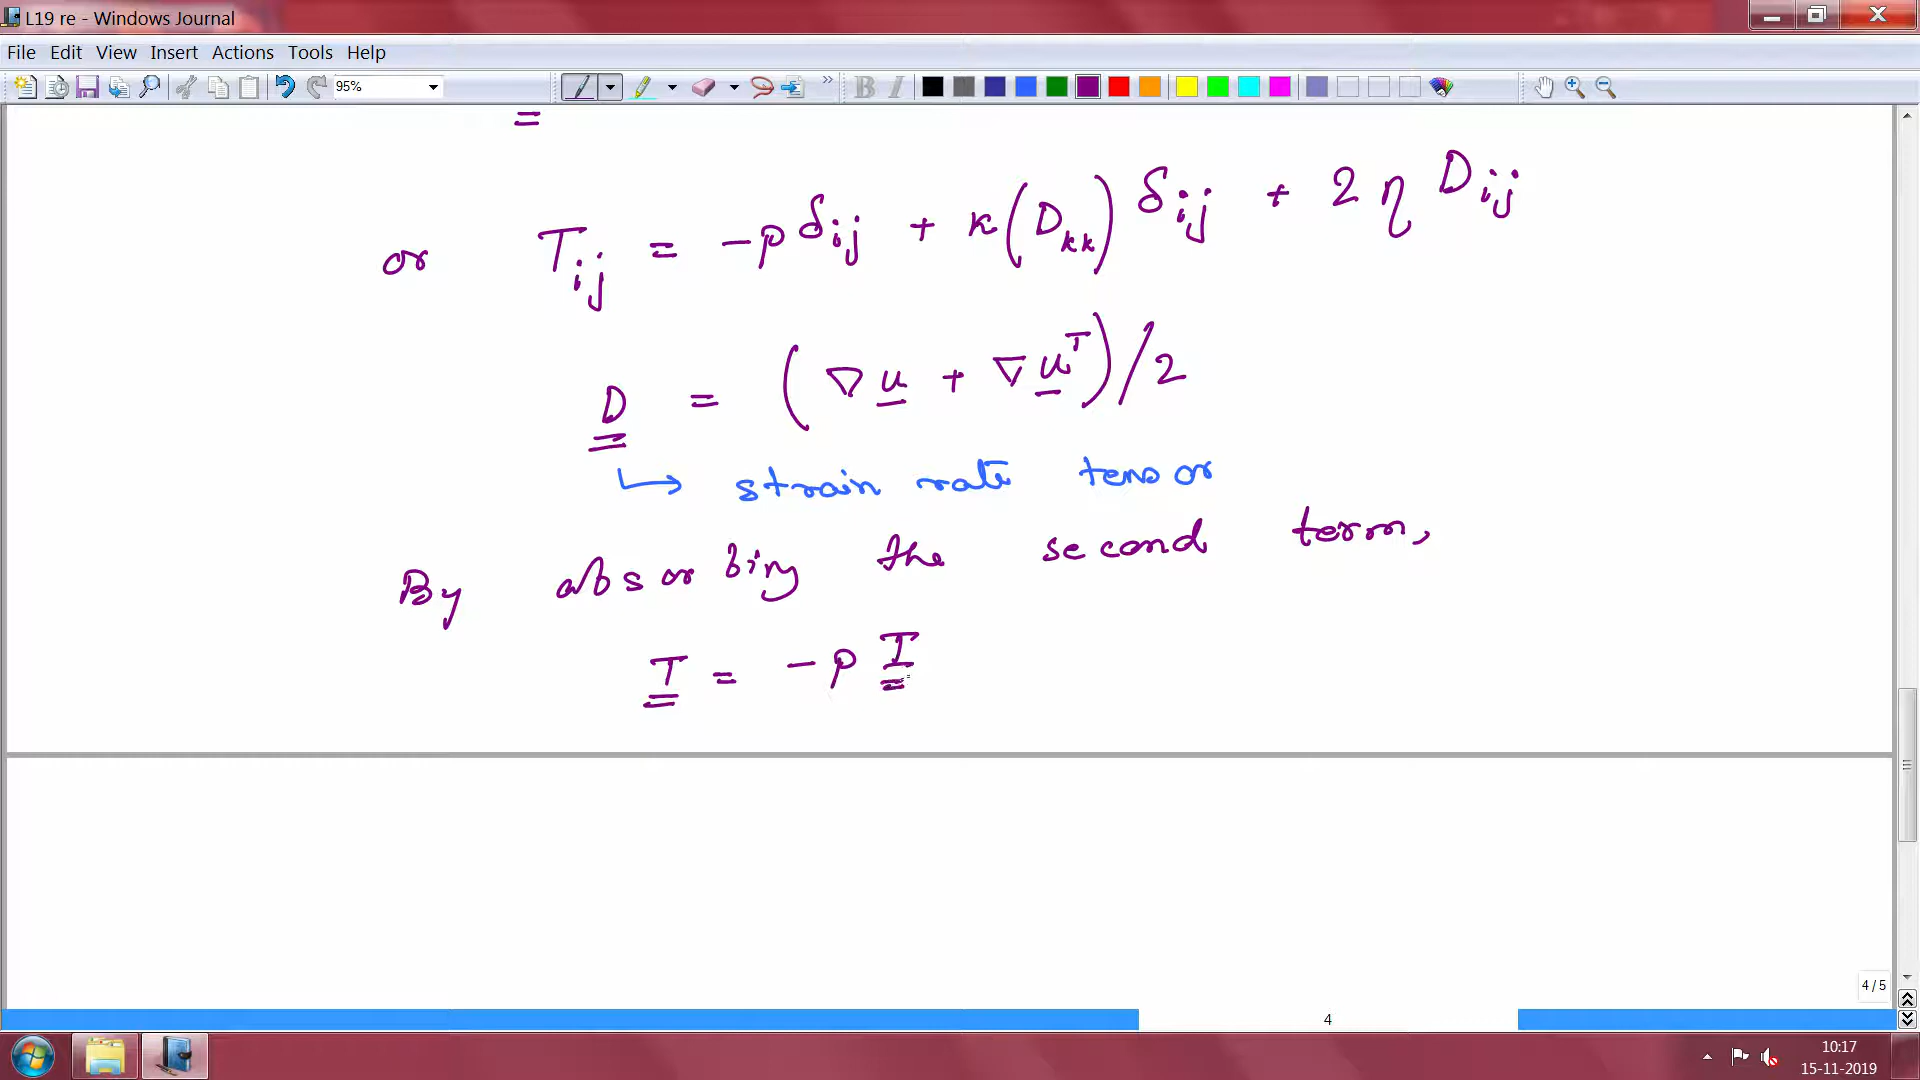 L19 re - Windows Journal
File Edit View Insert Actions Tools Help
95% B I
=
or T_ij = -p δ_ij + κ(D_kk) δ_ij + 2 η D_ij
D = (∇ u + ∇ u^T)/2
↳ strain rate tensor
By absorbing the second term,
T = - p I
4 / 5
4
10:17
15-11-2019